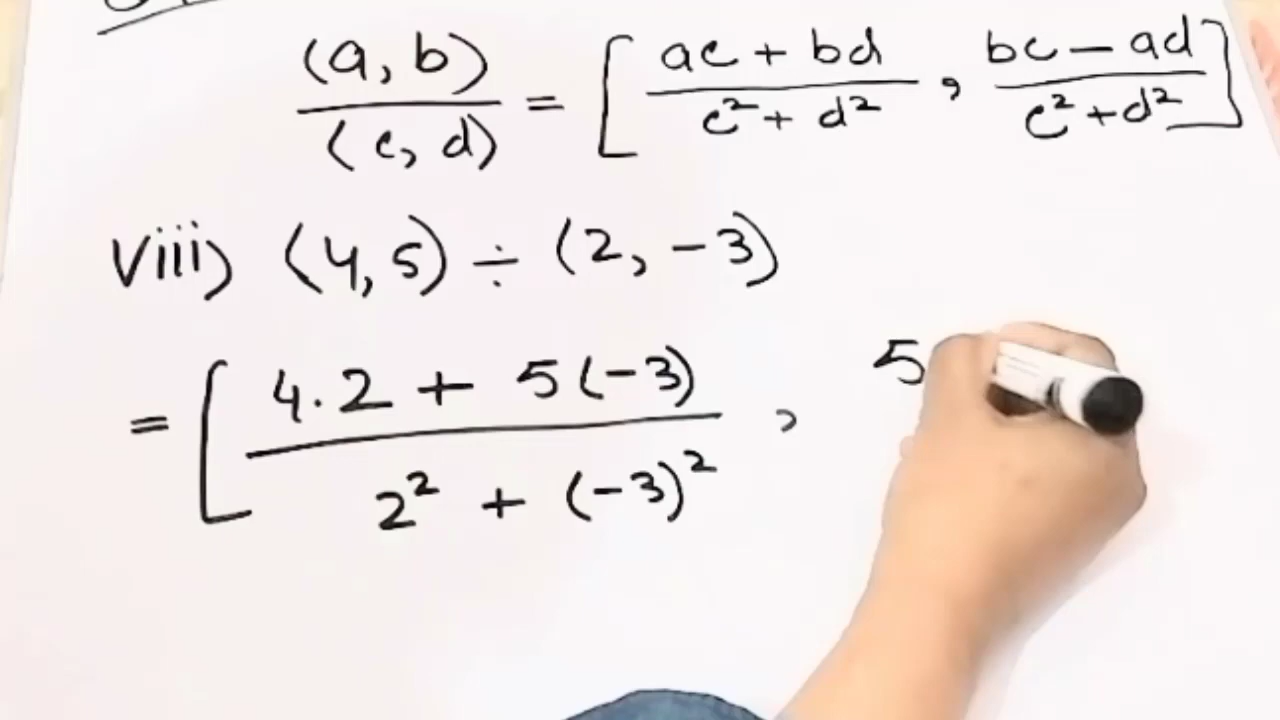 (a, b) / (c, d) = [ ac + bd / c² + d² , bc − ad / c² + d² ]
viii) (4, 5) ÷ (2, −3)
= [ 4.2 + 5(−3) / 2² + (−3)² , 5